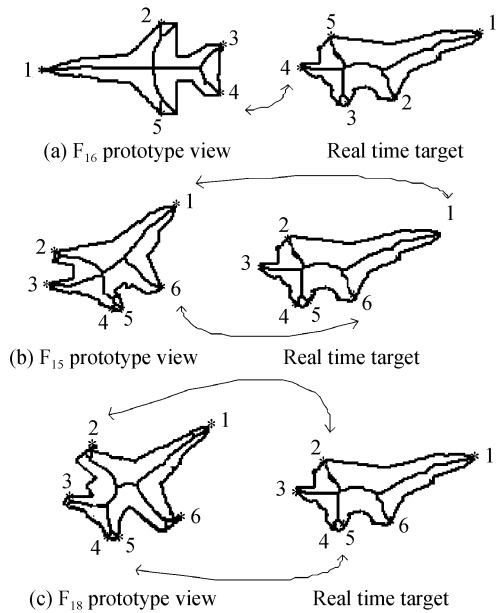 2 5 1
1 3 4
4 5 3 2
(a) F16 prototype view Real time target
1 1
2 2
3 3
6 6
4 5 4 5
(b) F15 prototype view Real time target
2 1 2 1
3 3
6 6
4 5 4 5
(c) F18 prototype view Real time target